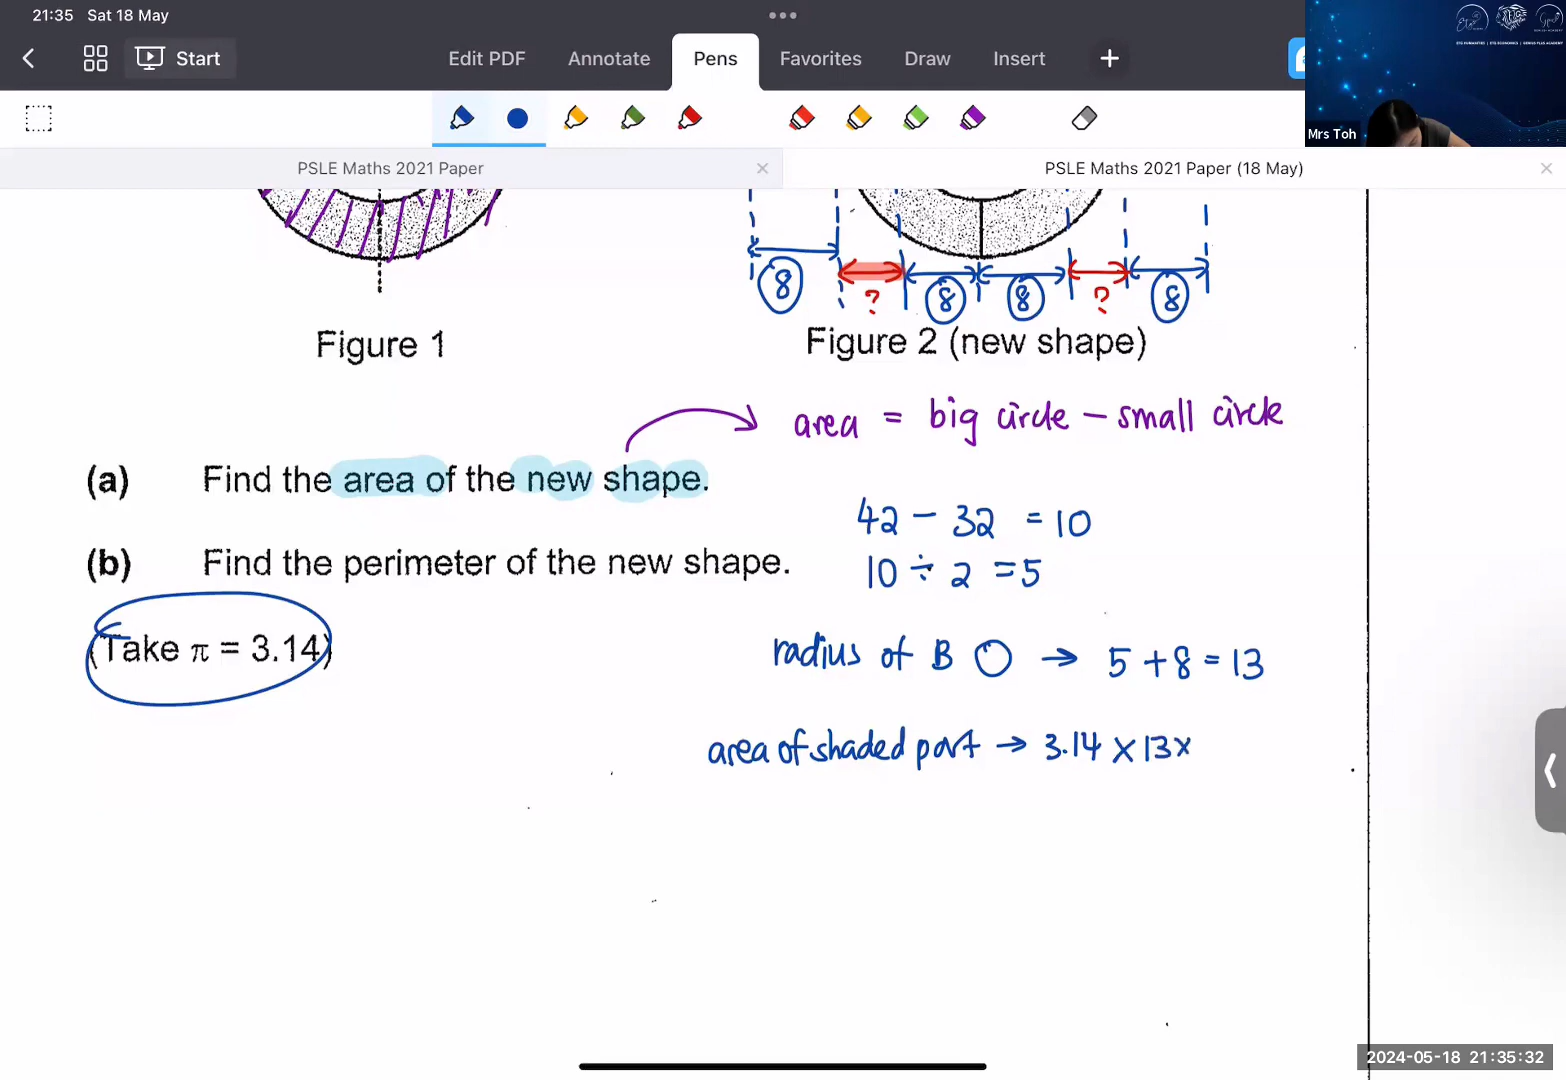 21:35 Sat 18 May
Start
Edit PDF
Annotate
Pens
Favorites
Draw
Insert
Mrs Toh
PSLE Maths 2021 Paper
PSLE Maths 2021 Paper (18 May)
8 ? 8 8 ? 8
Figure 1
Figure 2 (new shape)
area = big circle - small circle
(a) Find the area of the new shape.
42 - 32 = 10
(b) Find the perimeter of the new shape.
10 ÷ 2 = 5
(Take π = 3.14)
radius of B ○ → 5 + 8 = 13
area of shaded part → 3.14 x 13 x
2024-05-18 21:35:32